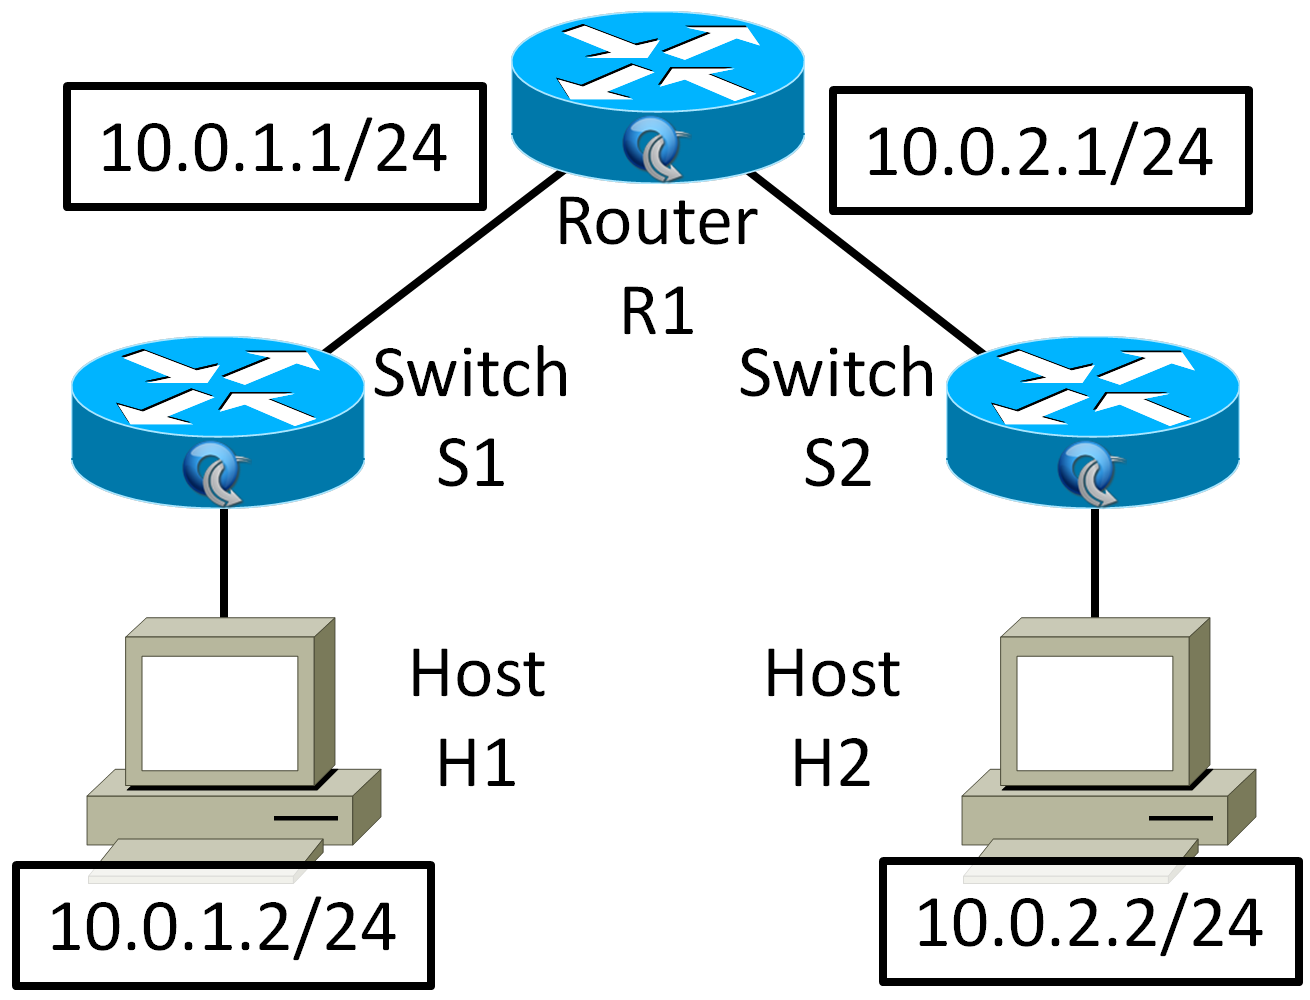 10.0.1.1/24
10.0.2.1/24
Router
R1
Switch
S1
Switch
S2
Host
H1
Host
H2
10.0.1.2/24
10.0.2.2/24